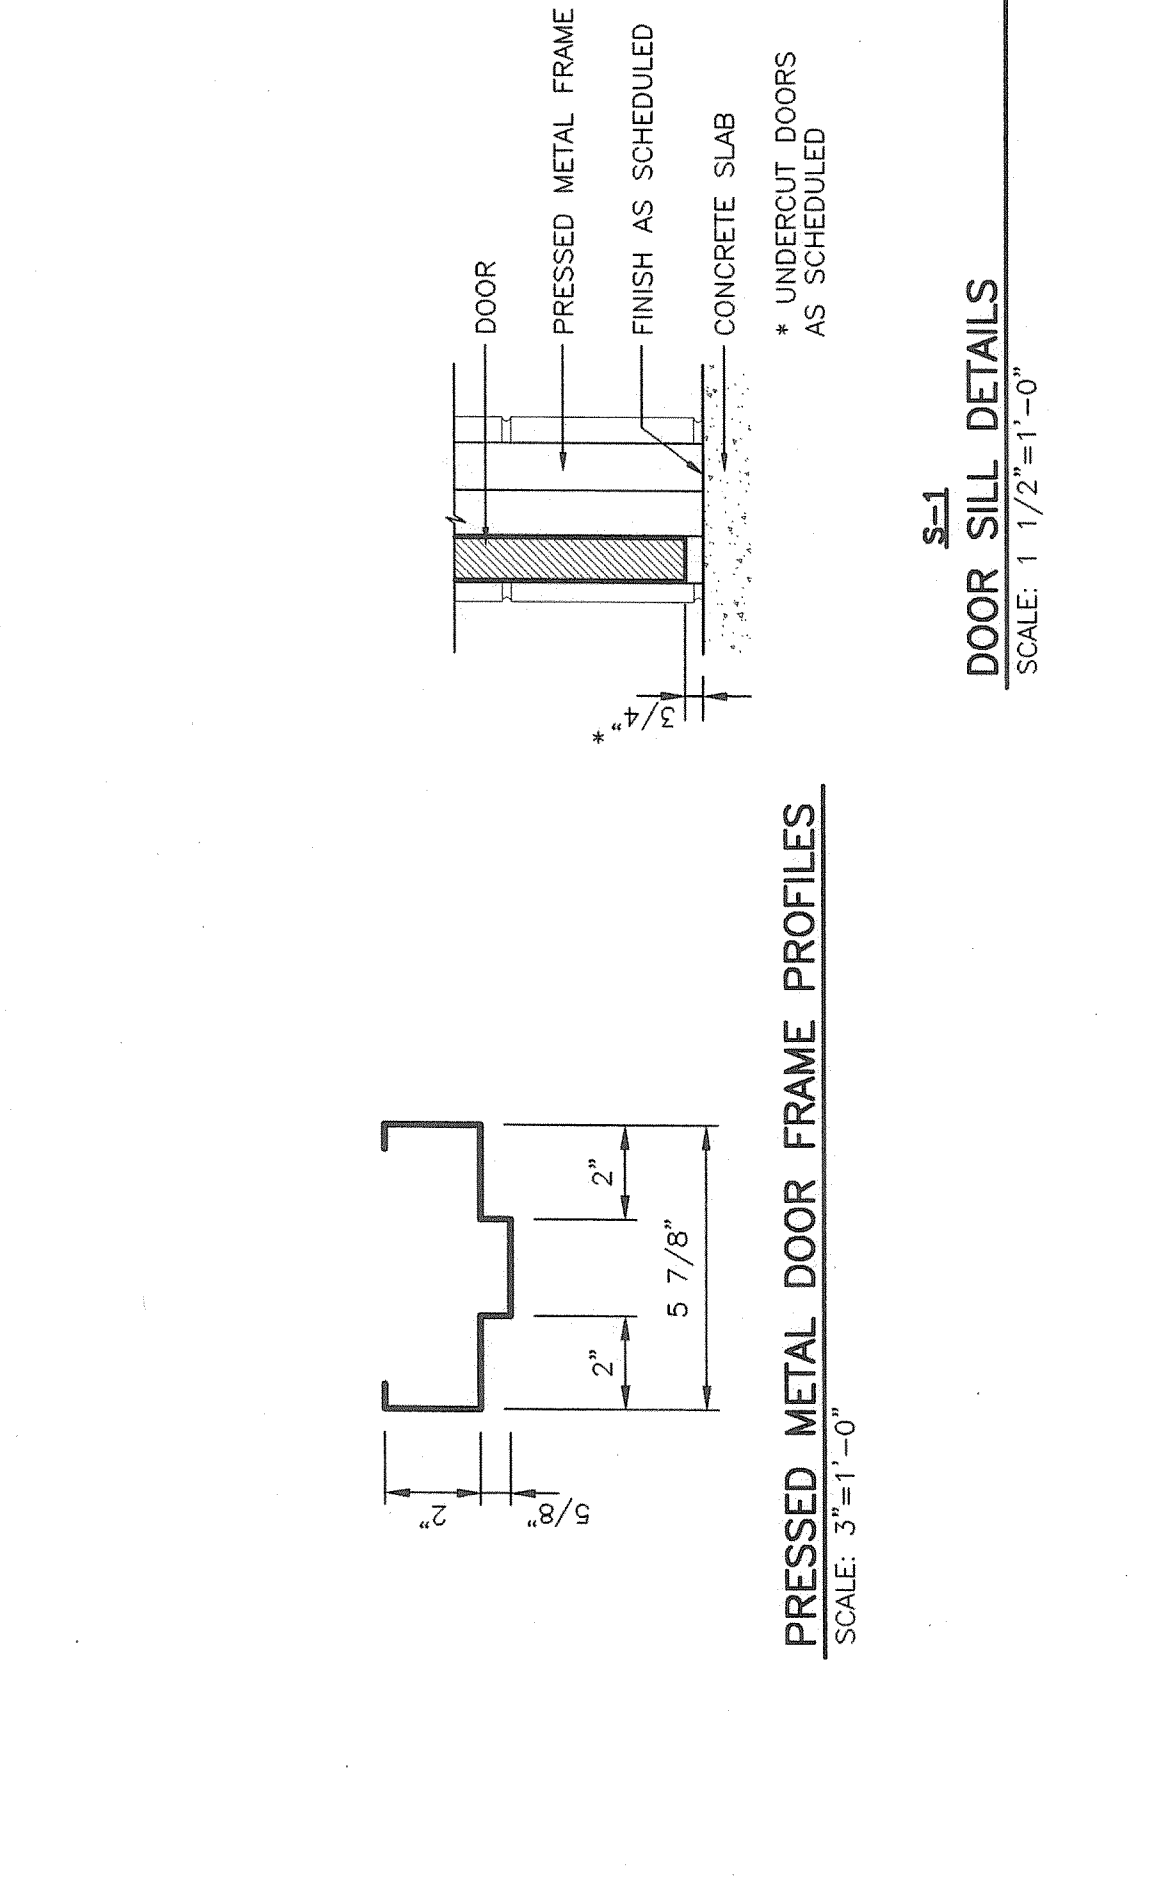 2"
5/8"
2"
2"
5 7/8"
PRESSED METAL DOOR FRAME PROFILES
SCALE: 3"=1'-0"
DOOR
PRESSED METAL FRAME
FINISH AS SCHEDULED
CONCRETE SLAB
* UNDERCUT DOORS
AS SCHEDULED
3/4" *
S-1
DOOR SILL DETAILS
SCALE: 1 1/2"=1'-0"